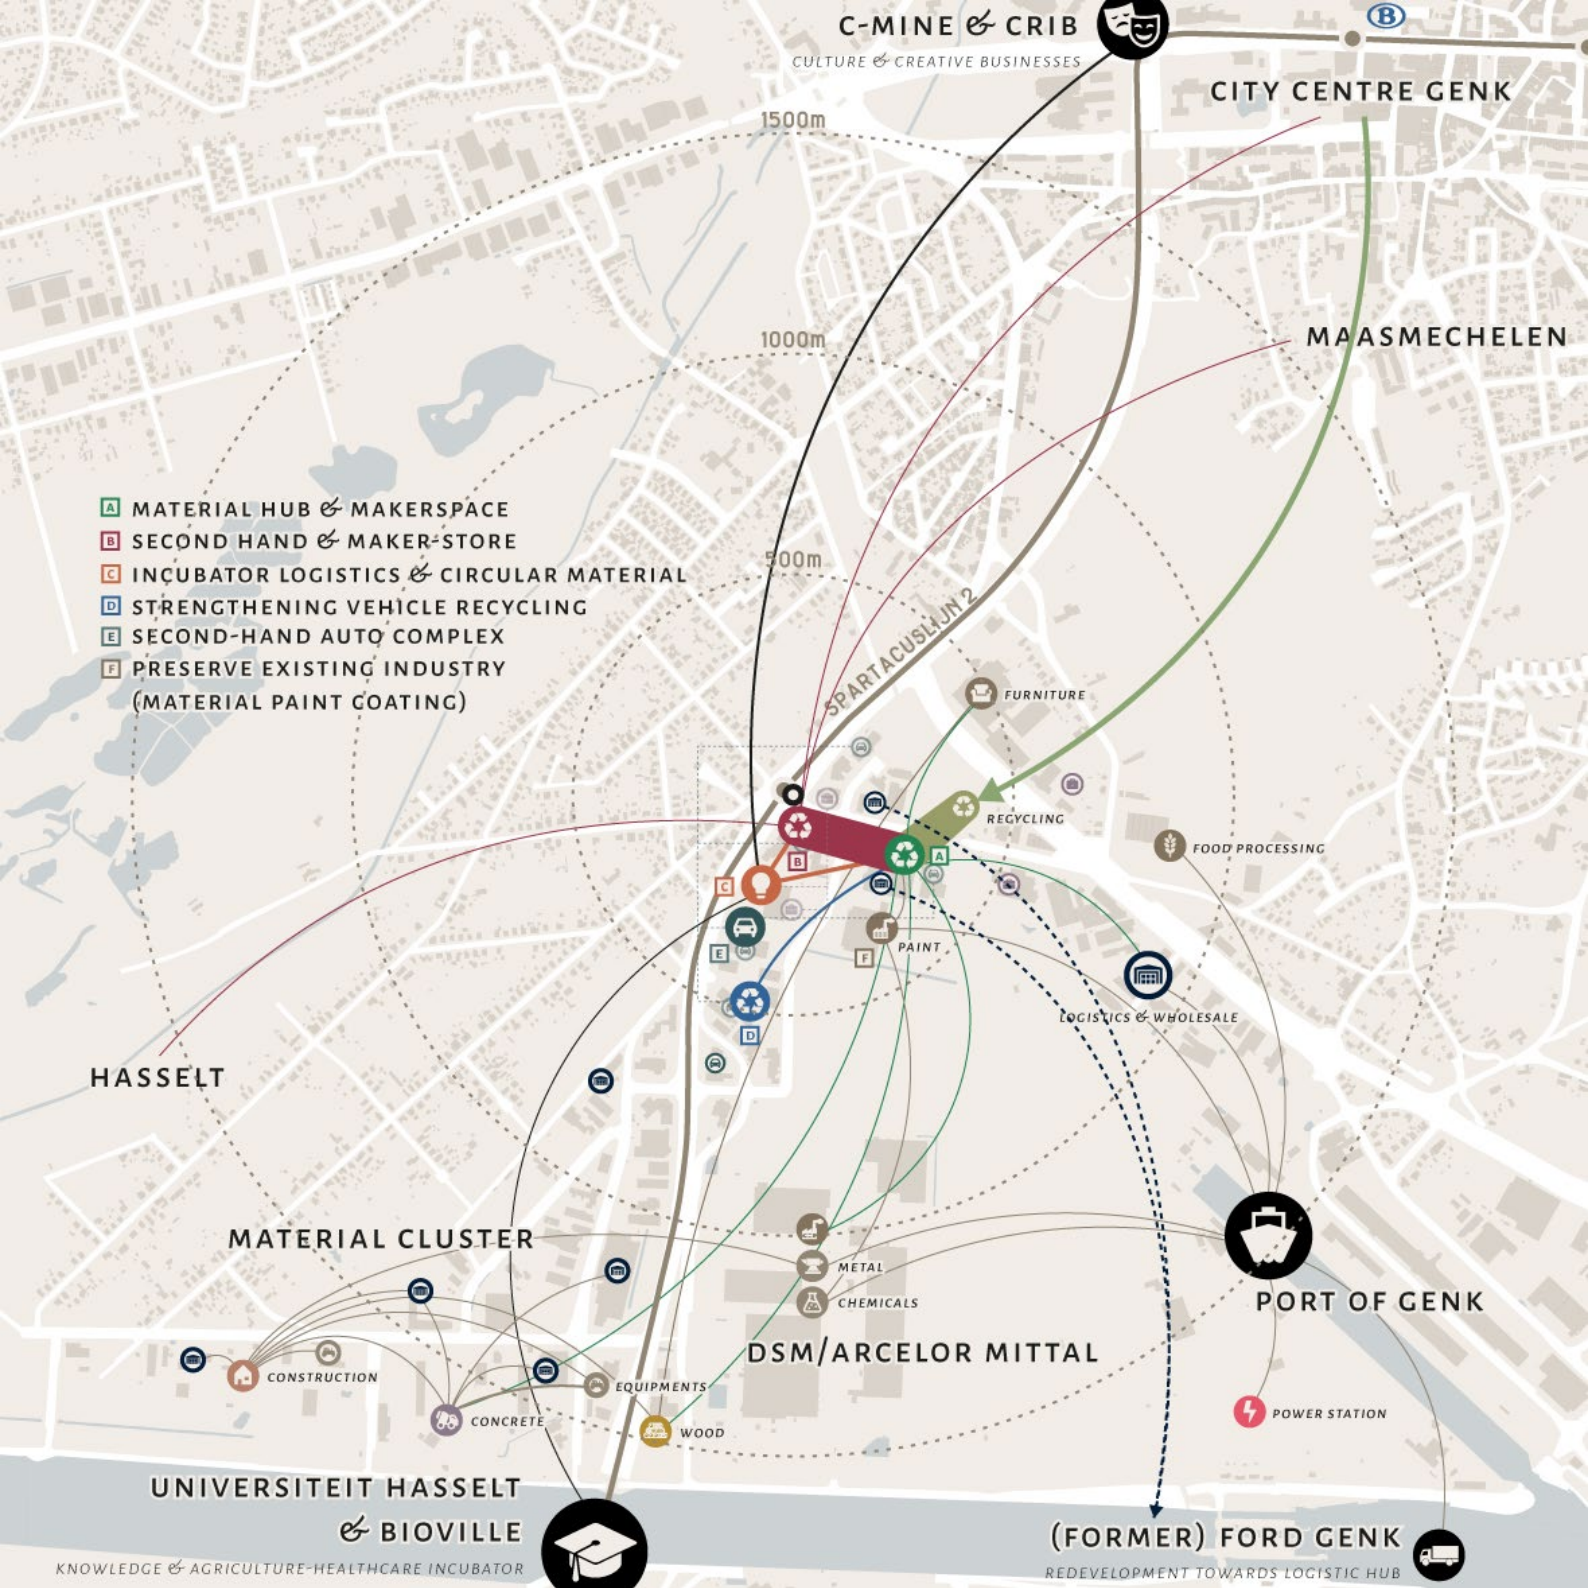 C-MINE & CRIB
CULTURE & CREATIVE BUSINESSES
B
CITY CENTRE GENK
1500m
MAASMECHELEN
1000m
500m
A MATERIAL HUB & MAKERSPACE
B SECOND HAND & MAKER-STORE
C INCUBATOR LOGISTICS & CIRCULAR MATERIAL
D STRENGTHENING VEHICLE RECYCLING
E SECOND-HAND AUTO COMPLEX
F PRESERVE EXISTING INDUSTRY
(MATERIAL PAINT COATING)
SPARTACUSLIJN 2
FURNITURE
RECYCLING
FOOD PROCESSING
A
B
C
PAINT
E
F
LOGISTICS & WHOLESALE
D
HASSELT
MATERIAL CLUSTER
METAL
CHEMICALS
PORT OF GENK
DSM/ARCELOR MITTAL
CONSTRUCTION
EQUIPMENTS
CONCRETE
WOOD
POWER STATION
UNIVERSITEIT HASSELT
& BIOVILLE
KNOWLEDGE & AGRICULTURE-HEALTHCARE INCUBATOR
(FORMER) FORD GENK
REDEVELOPMENT TOWARDS LOGISTIC HUB